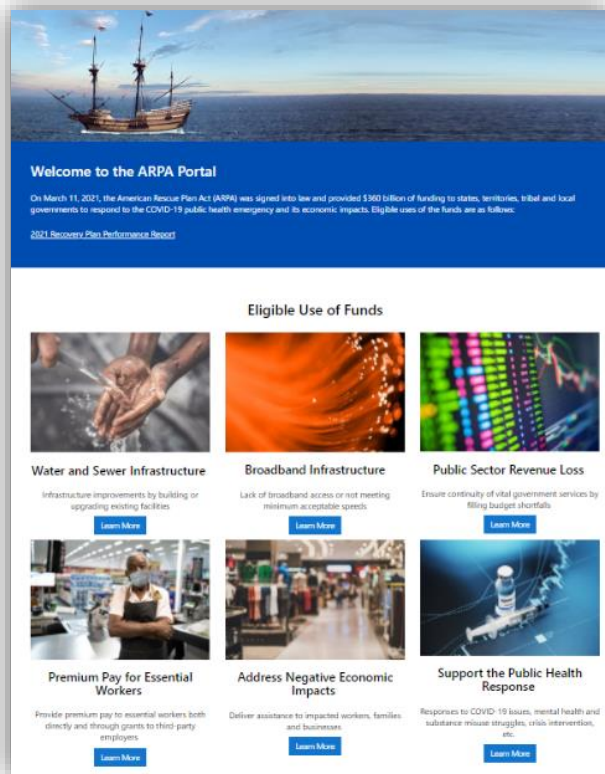 Welcome to the ARPA Portal
On March 11, 2021, the American Rescue Plan Act (ARPA) was signed into law and provided $360 billion of funding to states, territories, tribal and local
governments to respond to the COVID-19 public health emergency and its economic impacts. Eligible uses of the funds are as follows:
2021 Recovery Plan Performance Report
Eligible Use of Funds
Water and Sewer Infrastructure
Infrastructure improvements by building or
upgrading existing facilities
Learn More
Broadband Infrastructure
Lack of broadband access or not meeting
minimum acceptable speeds
Learn More
Public Sector Revenue Loss
Ensure continuity of vital government services by
filling budget shortfalls
Learn More
Premium Pay for Essential
Workers
Provide premium pay to essential workers both
directly and through grants to third-party
employers
Learn More
Address Negative Economic
Impacts
Deliver assistance to impacted workers, families
and businesses
Learn More
Support the Public Health
Response
Responses to COVID-19 issues, mental health and
substance misuse struggles, crisis intervention,
etc.
Learn More